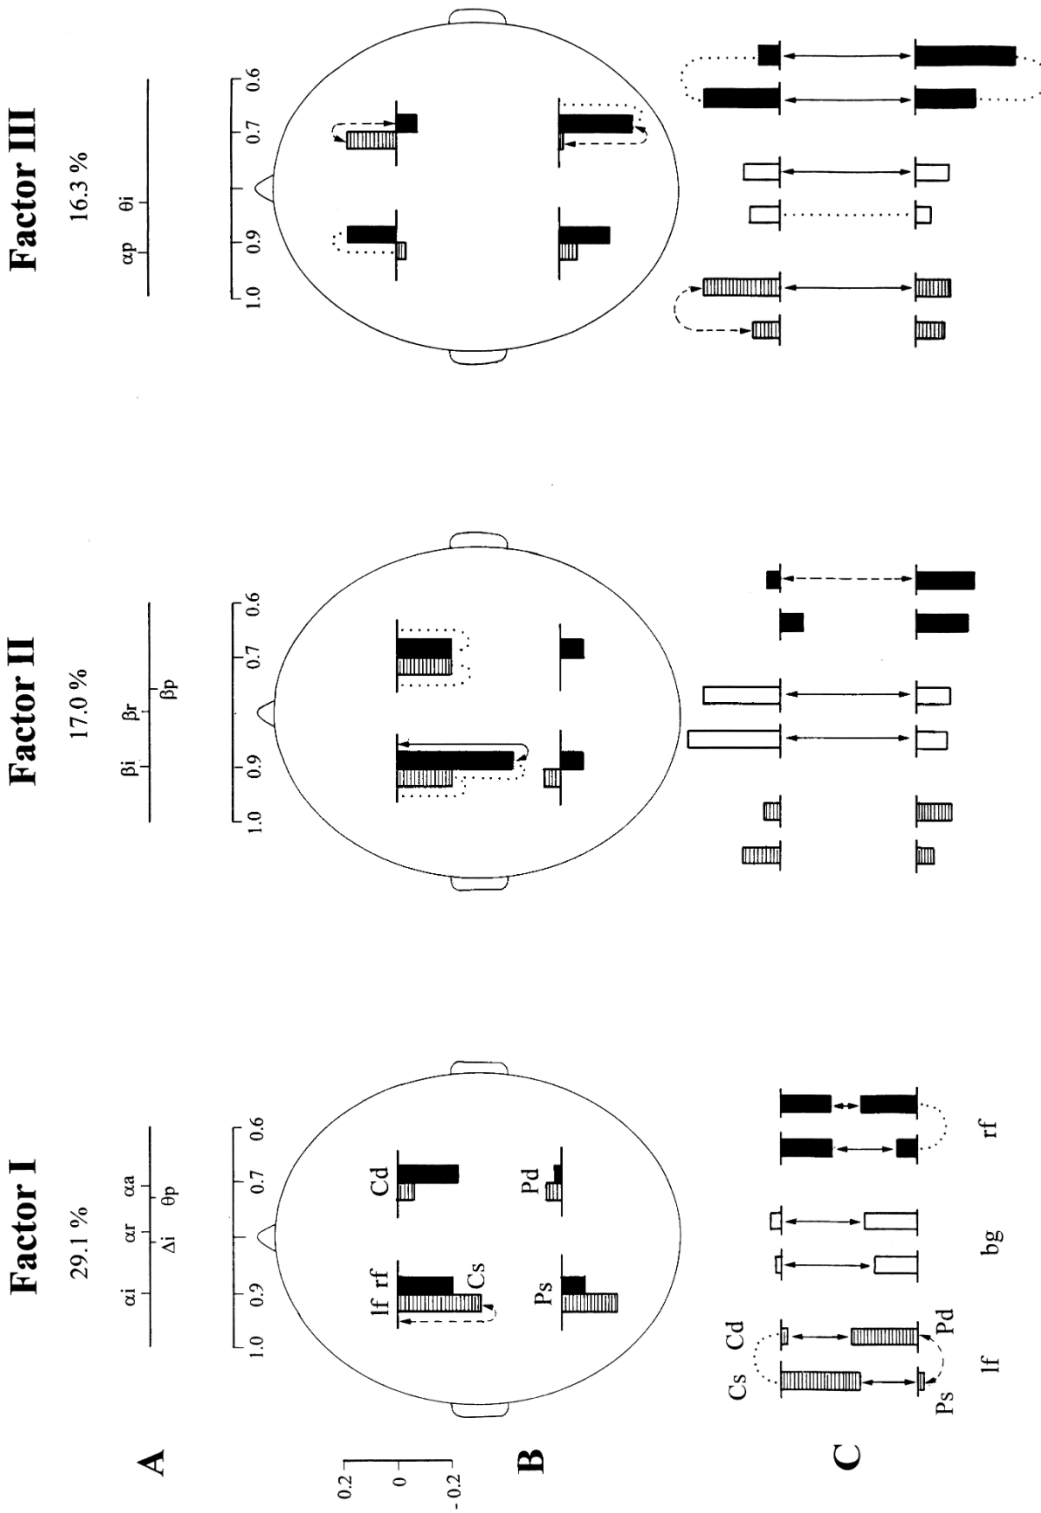 Factor I
29.1 %
αi αr αa
Δi θp
1.0 0.9 0.7 0.6
Factor II
17.0 %
βi βr
βp
1.0 0.9 0.7 0.6
Factor III
16.3 %
αp θi
1.0 0.9 0.7 0.6
A
0.2
0
- 0.2
B
lf rf
Cs
Cd
Ps
Pd
C
Cs Cd
Ps Pd
lf bg rf